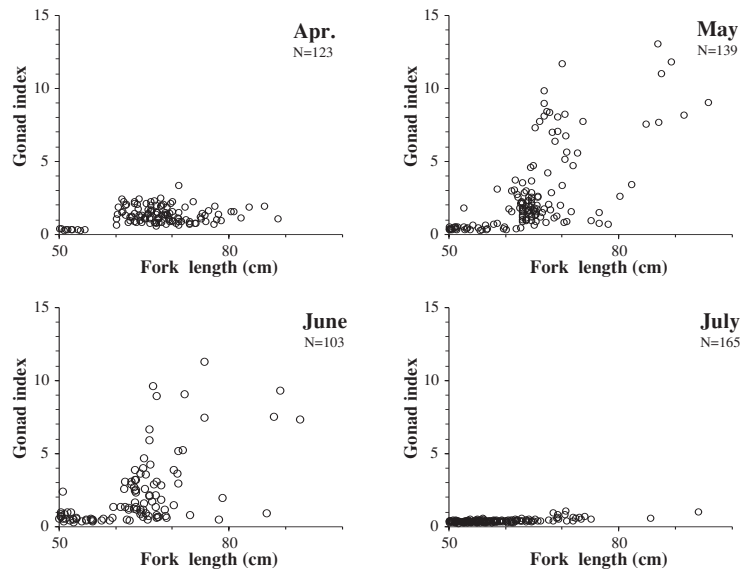 15
Apr.
N=123
10
Gonad index
5
0
50
80
Fork length (cm)
15
May
N=139
10
Gonad index
5
0
50
80
Fork length (cm)
15
June
N=103
10
Gonad index
5
0
50
80
Fork length (cm)
15
July
N=165
10
Gonad index
5
0
50
80
Fork length (cm)